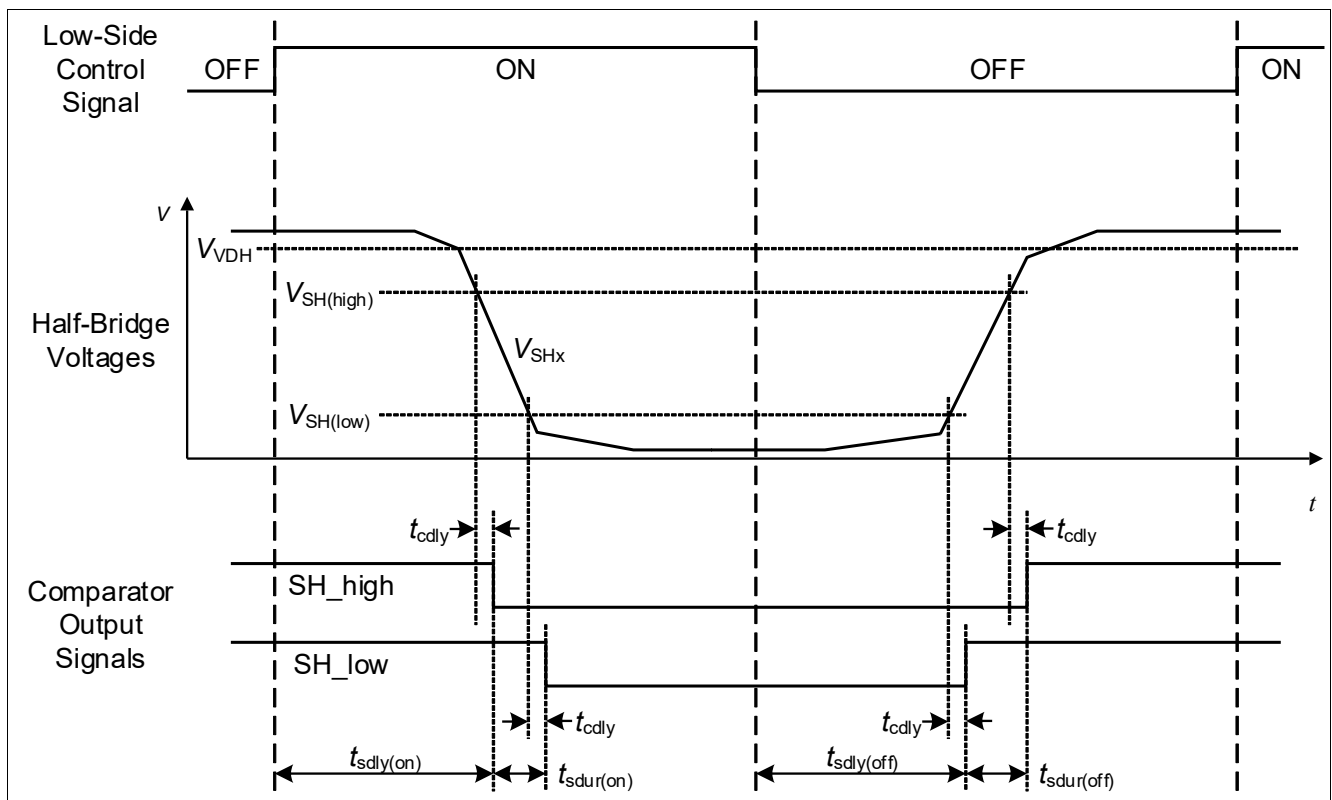 Low-Side
Control
Signal
OFF
ON
OFF
ON
V
VVDH
VSH(high)
Half-Bridge
Voltages
VSHx
VSH(low)
t
tcdly
tcdly
Comparator
Output
Signals
SH_high
SH_low
tcdly
tcdly
tsdly(on)
tsdur(on)
tsdly(off)
tsdur(off)